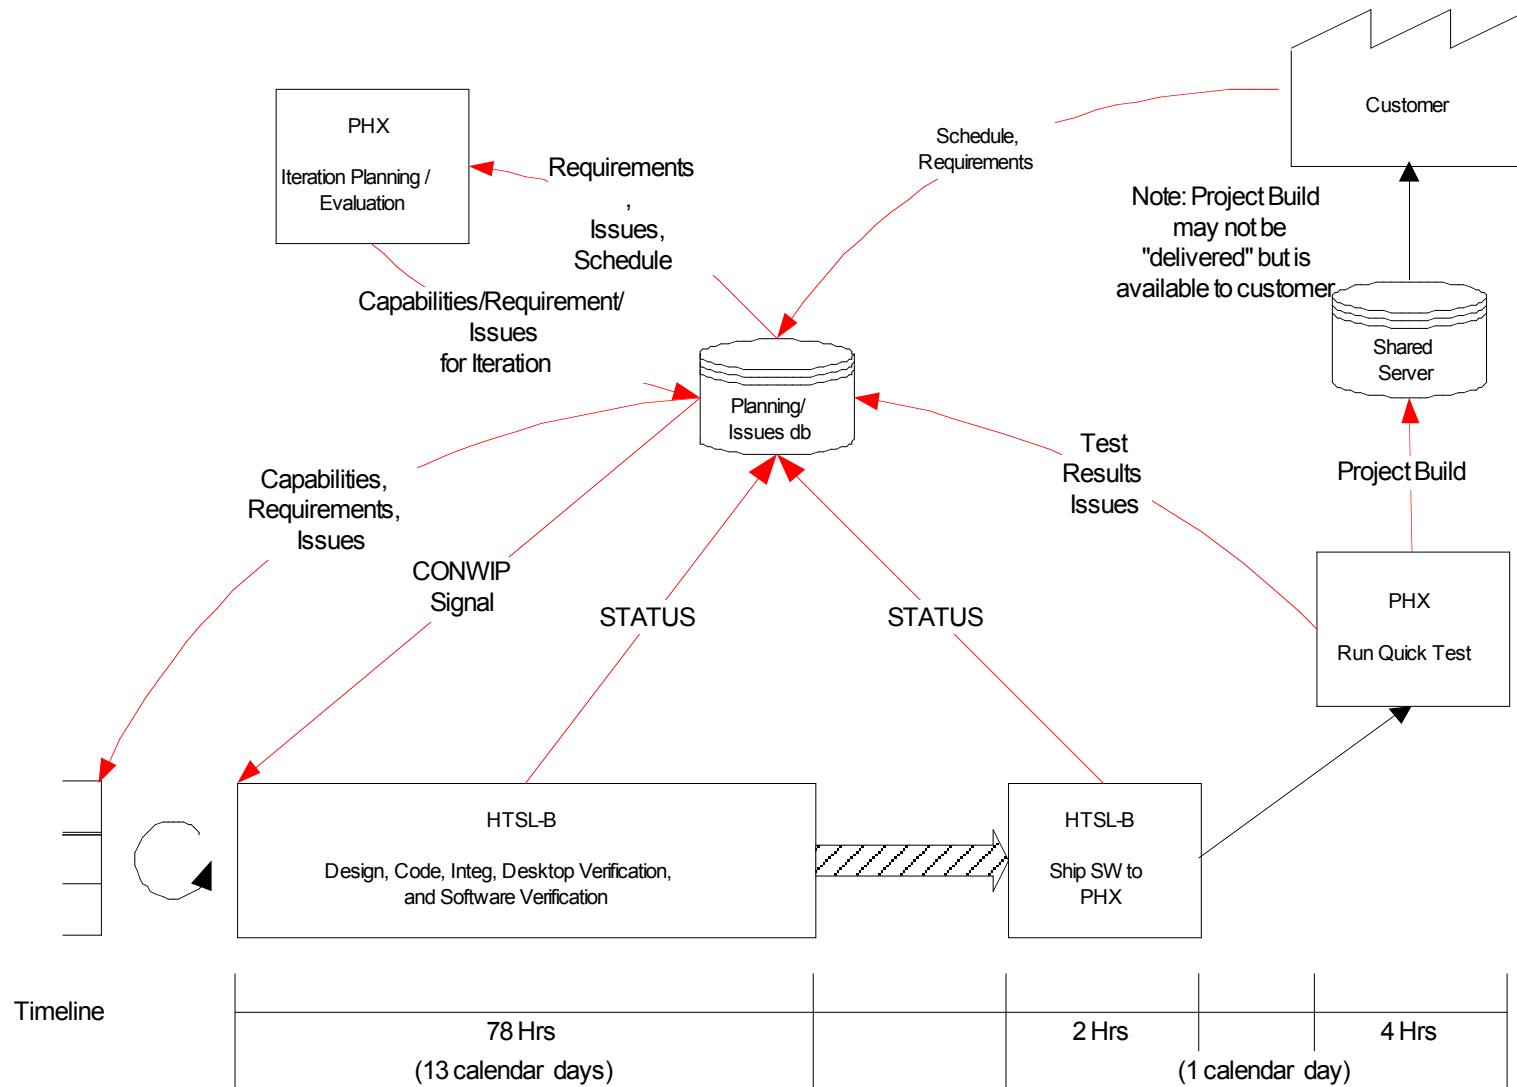 Customer
PHX
Iteration Planning /
Evaluation
Requirements
,
Issues,
Schedule
Schedule,
Requirements
Note: Project Build
may not be
"delivered" but is
available to customer
Capabilities/Requirement/
Issues
for Iteration
Shared
Server
Planning/
Issues db
Test
Results
Issues
Project Build
Capabilities,
Requirements,
Issues
CONWIP
Signal
STATUS
STATUS
PHX
Run Quick Test
HTSL-B
Design, Code, Integ, Desktop Verification,
and Software Verification
HTSL-B
Ship SW to
PHX
Timeline
78 Hrs
(13 calendar days)
2 Hrs
4 Hrs
(1 calendar day)